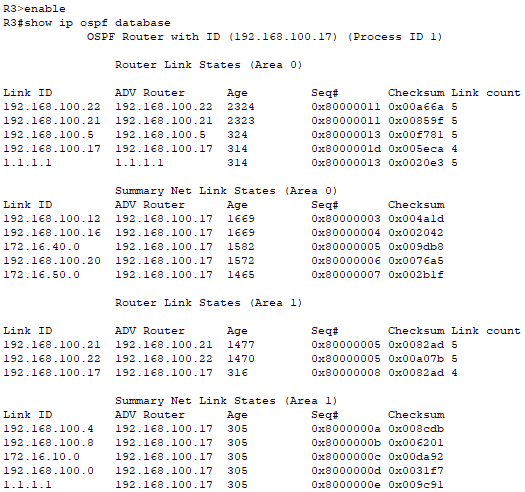 R3>enable
R3#show ip ospf database
OSPF Router with ID (192.168.100.17) (Process ID 1)
Router Link States (Area 0)
Link ID ADV Router Age Seq# Checksum Link count
192.168.100.22 192.168.100.22 2324 0x80000011 0x00a66a 5
192.168.100.21 192.168.100.21 2323 0x80000011 0x00859f 5
192.168.100.5 192.168.100.5 324 0x80000013 0x00f781 5
192.168.100.17 192.168.100.17 314 0x8000001d 0x005eca 4
1.1.1.1 1.1.1.1 314 0x80000013 0x0020e3 5
Summary Net Link States (Area 0)
Link ID ADV Router Age Seq# Checksum
192.168.100.12 192.168.100.17 1669 0x80000003 0x004a1d
192.168.100.16 192.168.100.17 1669 0x80000004 0x002042
172.16.40.0 192.168.100.17 1582 0x80000005 0x009db8
192.168.100.20 192.168.100.17 1572 0x80000006 0x0076a5
172.16.50.0 192.168.100.17 1465 0x80000007 0x002b1f
Router Link States (Area 1)
Link ID ADV Router Age Seq# Checksum Link count
192.168.100.21 192.168.100.21 1477 0x80000005 0x0082ad 5
192.168.100.22 192.168.100.22 1470 0x80000005 0x00a07b 5
192.168.100.17 192.168.100.17 316 0x80000008 0x0082ad 4
Summary Net Link States (Area 1)
Link ID ADV Router Age Seq# Checksum
192.168.100.4 192.168.100.17 305 0x8000000a 0x008cdb
192.168.100.8 192.168.100.17 305 0x8000000b 0x006201
172.16.10.0 192.168.100.17 305 0x8000000c 0x00da92
192.168.100.0 192.168.100.17 305 0x8000000d 0x0031f7
1.1.1.1 192.168.100.17 305 0x8000000e 0x009c91